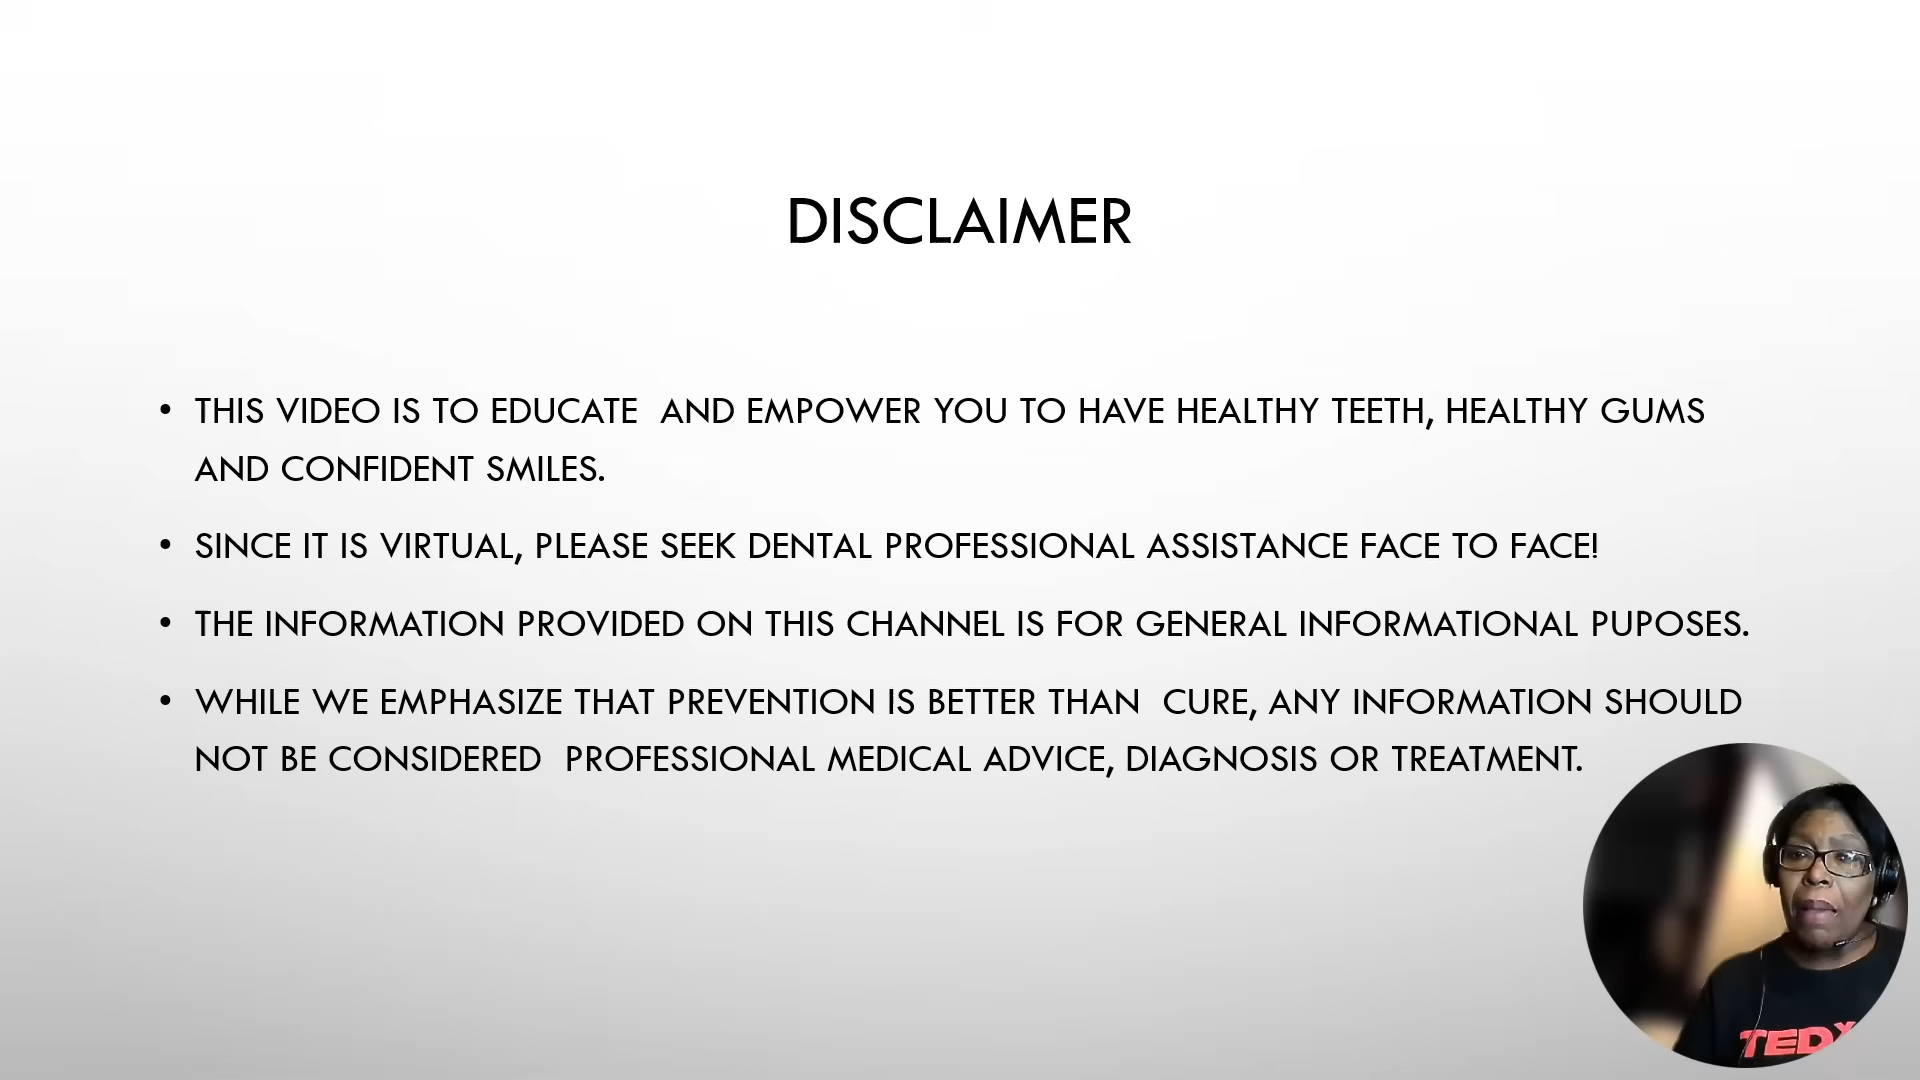 DISCLAIMER
• THIS VIDEO IS TO EDUCATE  AND EMPOWER YOU TO HAVE HEALTHY TEETH, HEALTHY GUMS
AND CONFIDENT SMILES.
• SINCE IT IS VIRTUAL, PLEASE SEEK DENTAL PROFESSIONAL ASSISTANCE FACE TO FACE!
• THE INFORMATION PROVIDED ON THIS CHANNEL IS FOR GENERAL INFORMATIONAL PUPOSES.
• WHILE WE EMPHASIZE THAT PREVENTION IS BETTER THAN  CURE, ANY INFORMATION SHOULD
NOT BE CONSIDERED  PROFESSIONAL MEDICAL ADVICE, DIAGNOSIS OR TREATMENT.
TEDx